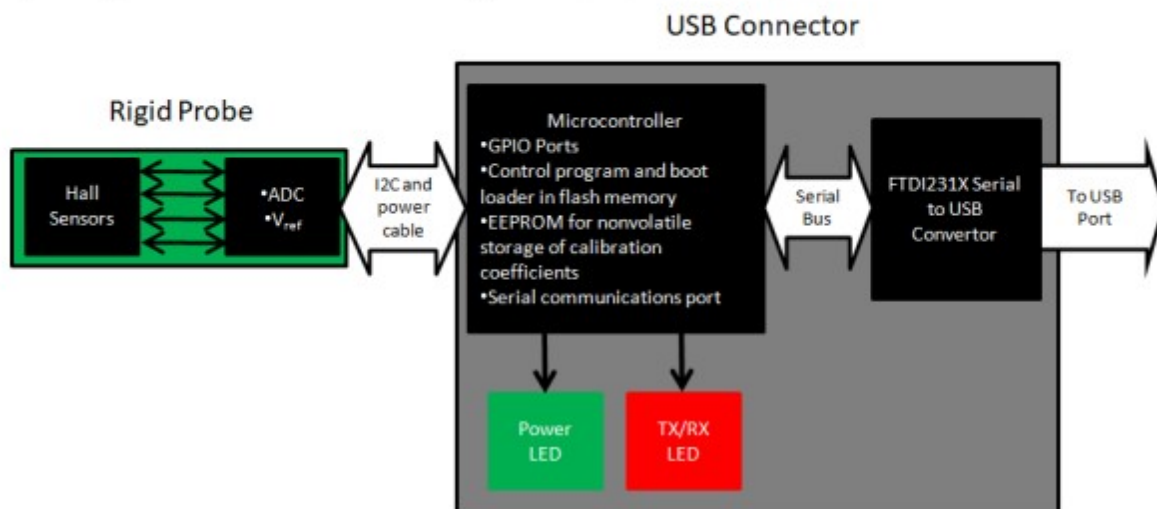 USB Connector
Rigid Probe
Hall
Sensors
•ADC
•Vref
I2C and
power
cable
Microcontroller
•GPIO Ports
•Control program and boot
loader in flash memory
•EEPROM for nonvolatile
storage of calibration
coefficients
•Serial communications port
Serial
Bus
FTDI231X Serial
to USB
Convertor
To USB
Port
Power
LED
TX/RX
LED